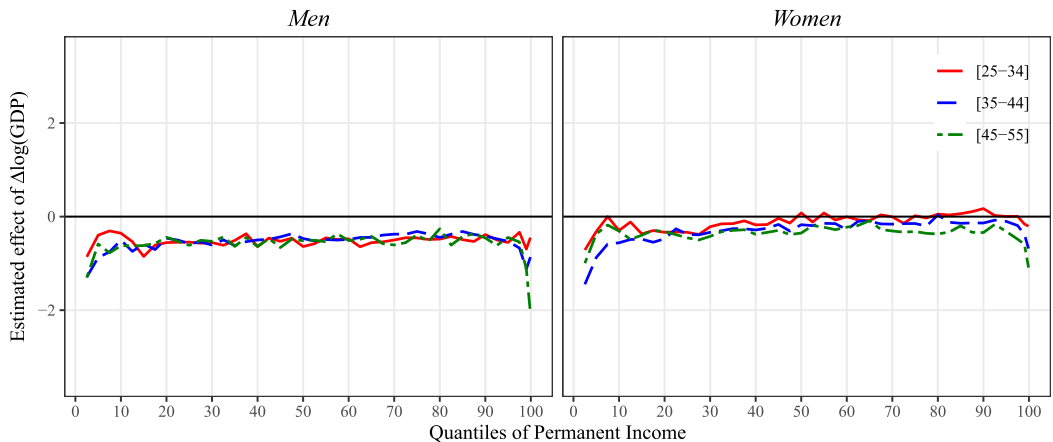 Men
Women
Estimated effect of Δlog(GDP)
2
0
−2
[25−34]
[35−44]
[45−55]
0 10 20 30 40 50 60 70 80 90 100
0 10 20 30 40 50 60 70 80 90 100
Quantiles of Permanent Income